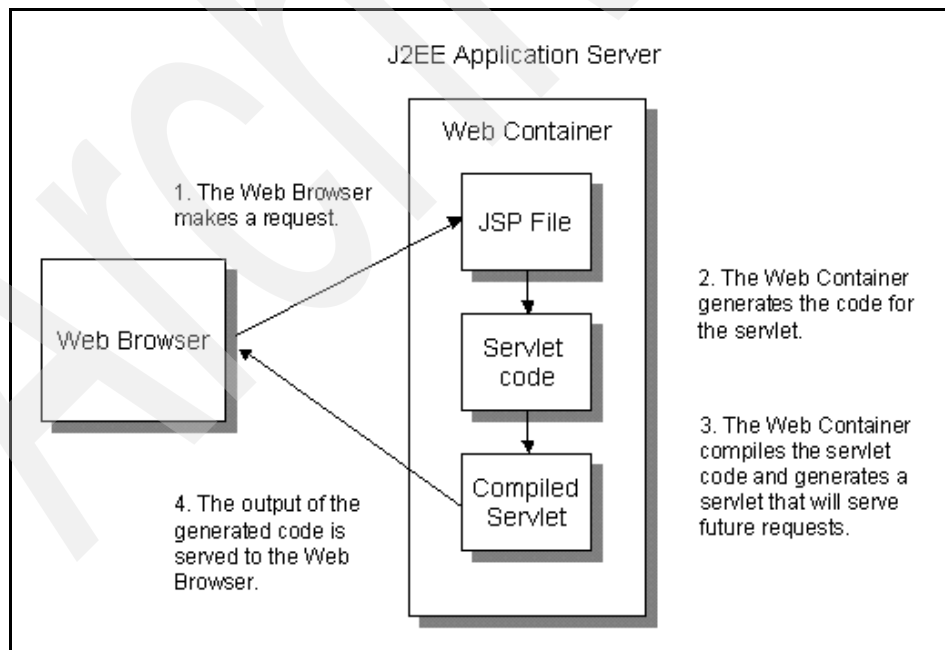 J2EE Application Server
Web Container
1. The Web Browser
makes a request.
JSP File
2. The Web Container
generates the code for
the servlet.
Web Browser
Servlet
code
3. The Web Container
compiles the servlet
code and generates a
servlet that will serve
future requests.
Compiled
Servlet
4. The output of the
generated code is
served to the Web
Browser.